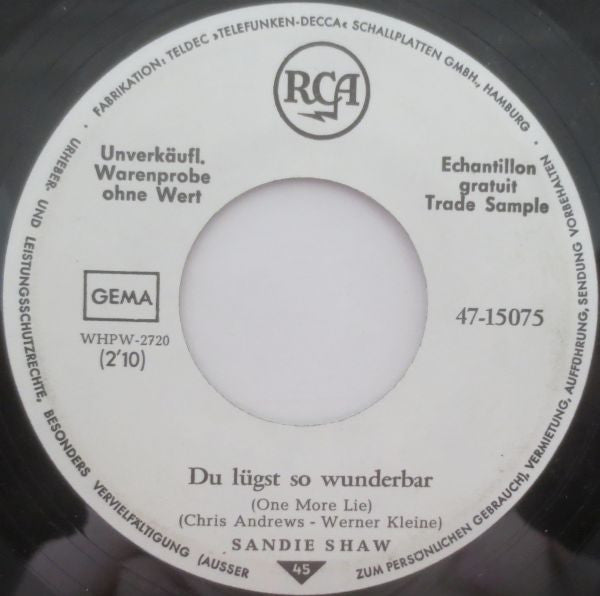 · FABRIKATION: TELDEC »TELEFUNKEN-DECCA« SCHALLPLATTEN GMBH., HAMBURG ·
RCA
Unverkäufl.
Warenprobe
ohne Wert
Echantillon
gratuit
Trade Sample
GEMA
WHPW-2720
(2'10)
47-15075
Du lügst so wunderbar
(One More Lie)
(Chris Andrews - Werner Kleine)
SANDIE SHAW
45
URHEBER- UND LEISTUNGSSCHUTZRECHTE, BESONDERS VERVIELFÄLTIGUNG (AUSSER ZUM PERSÖNLICHEN GEBRAUCH), VERMIETUNG, AUFFÜHRUNG, SENDUNG VORBEHALTEN